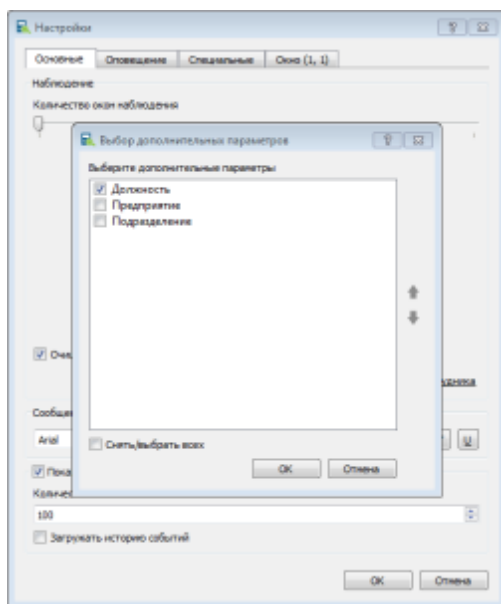 Настройки
Основные Оповещение Специальные Окно (1, 1)
Наблюдение
Количество окон наблюдения
Выбор дополнительных параметров
Выберите дополнительные параметры
Должность
Предприятие
Подразделение
Снять/выбрать всех
OK Отмена
Arial
100
Загружать историю событий
OK Отмена